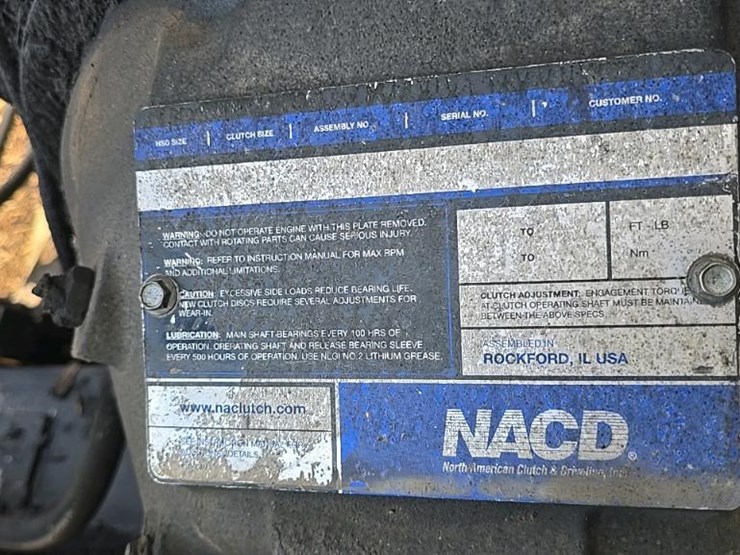 HSG SIZE CLUTCH SIZE ASSEMBLY NO. SERIAL NO. CUSTOMER NO.
WARNING: DO NOT OPERATE ENGINE WITH THIS PLATE REMOVED.
CONTACT WITH ROTATING PARTS CAN CAUSE SERIOUS INJURY.
WARNING: REFER TO INSTRUCTION MANUAL FOR MAX RPM
AND ADDITIONAL LIMITATIONS.
CAUTION: EXCESSIVE SIDE LOADS REDUCE BEARING LIFE.
NEW CLUTCH DISCS REQUIRE SEVERAL ADJUSTMENTS FOR
WEAR-IN.
LUBRICATION: MAIN SHAFT BEARINGS EVERY 100 HRS OF
OPERATION. OPERATING SHAFT AND RELEASE BEARING SLEEVE
EVERY 500 HOURS OF OPERATION. USE NLGI NO. 2 LITHIUM GREASE.
TO FT - LB
TO Nm
CLUTCH ADJUSTMENT: ENGAGEMENT TORQUE
AT CLUTCH OPERATING SHAFT MUST BE MAINTAIN
BETWEEN THE ABOVE SPECS.
ASSEMBLED IN
ROCKFORD, IL USA
www.naclutch.com
DETAILS
NACD®
North American Clutch & Driveline, Inc.